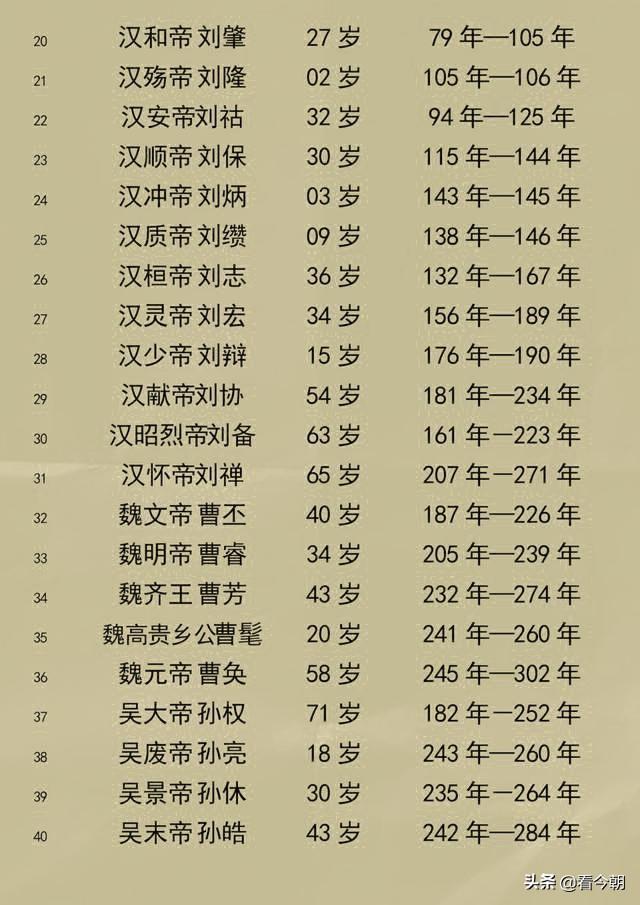 20 汉和帝 刘肇 27 岁 79 年—105 年
21 汉殇帝 刘隆 02 岁 105 年—106 年
22 汉安帝刘祜 32 岁 94 年—125 年
23 汉顺帝 刘保 30 岁 115 年—144 年
24 汉冲帝 刘炳 03 岁 143 年—145 年
25 汉质帝 刘缵 09 岁 138 年—146 年
26 汉桓帝 刘志 36 岁 132 年—167 年
27 汉灵帝 刘宏 34 岁 156 年—189 年
28 汉少帝 刘辩 15 岁 176 年—190 年
29 汉献帝刘协 54 岁 181 年—234 年
30 汉昭烈帝刘备 63 岁 161 年—223 年
31 汉怀帝刘禅 65 岁 207 年—271 年
32 魏文帝 曹丕 40 岁 187 年—226 年
33 魏明帝 曹睿 34 岁 205 年—239 年
34 魏齐王 曹芳 43 岁 232 年—274 年
35 魏高贵乡公曹髦 20 岁 241 年—260 年
36 魏元帝 曹奂 58 岁 245 年—302 年
37 吴大帝 孙权 71 岁 182 年—252 年
38 吴废帝 孙亮 18 岁 243 年—260 年
39 吴景帝 孙休 30 岁 235 年—264 年
40 吴末帝 孙皓 43 岁 242 年—284 年
头条 @看今朝